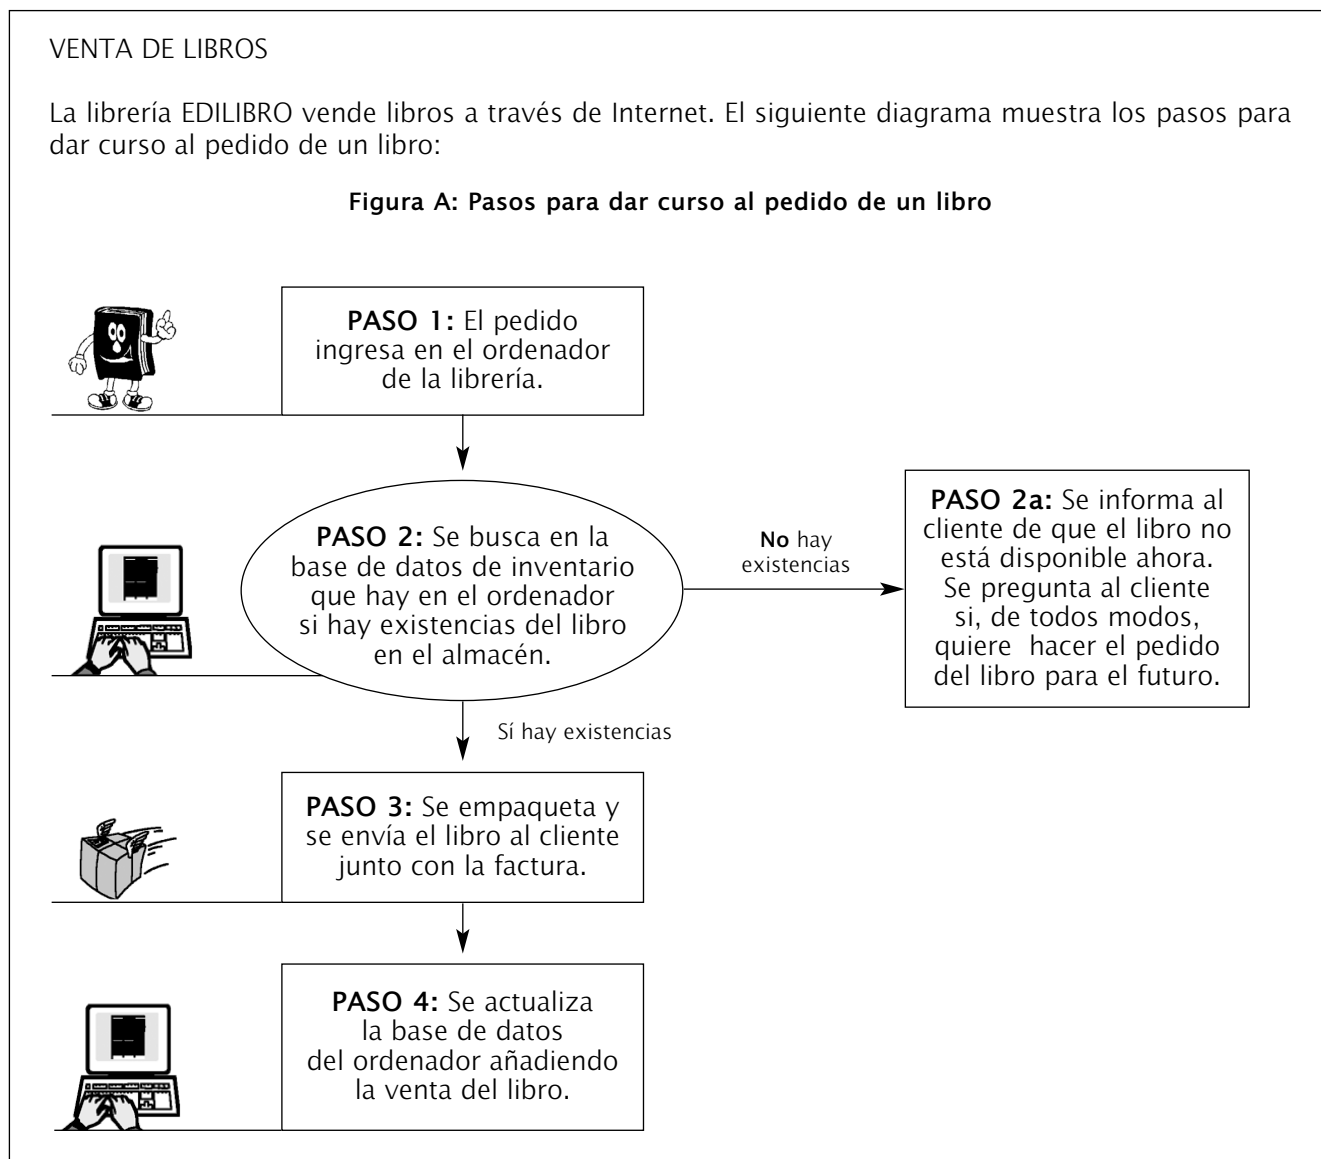 VENTA DE LIBROS
La librería EDILIBRO vende libros a través de Internet. El siguiente diagrama muestra los pasos para
dar curso al pedido de un libro:
Figura A: Pasos para dar curso al pedido de un libro
PASO 1: El pedido
ingresa en el ordenador
de la librería.
PASO 2: Se busca en la
base de datos de inventario
que hay en el ordenador
si hay existencias del libro
en el almacén.
No hay
existencias
PASO 2a: Se informa al
cliente de que el libro no
está disponible ahora.
Se pregunta al cliente
si, de todos modos,
quiere hacer el pedido
del libro para el futuro.
Sí hay existencias
PASO 3: Se empaqueta y
se envía el libro al cliente
junto con la factura.
PASO 4: Se actualiza
la base de datos
del ordenador añadiendo
la venta del libro.